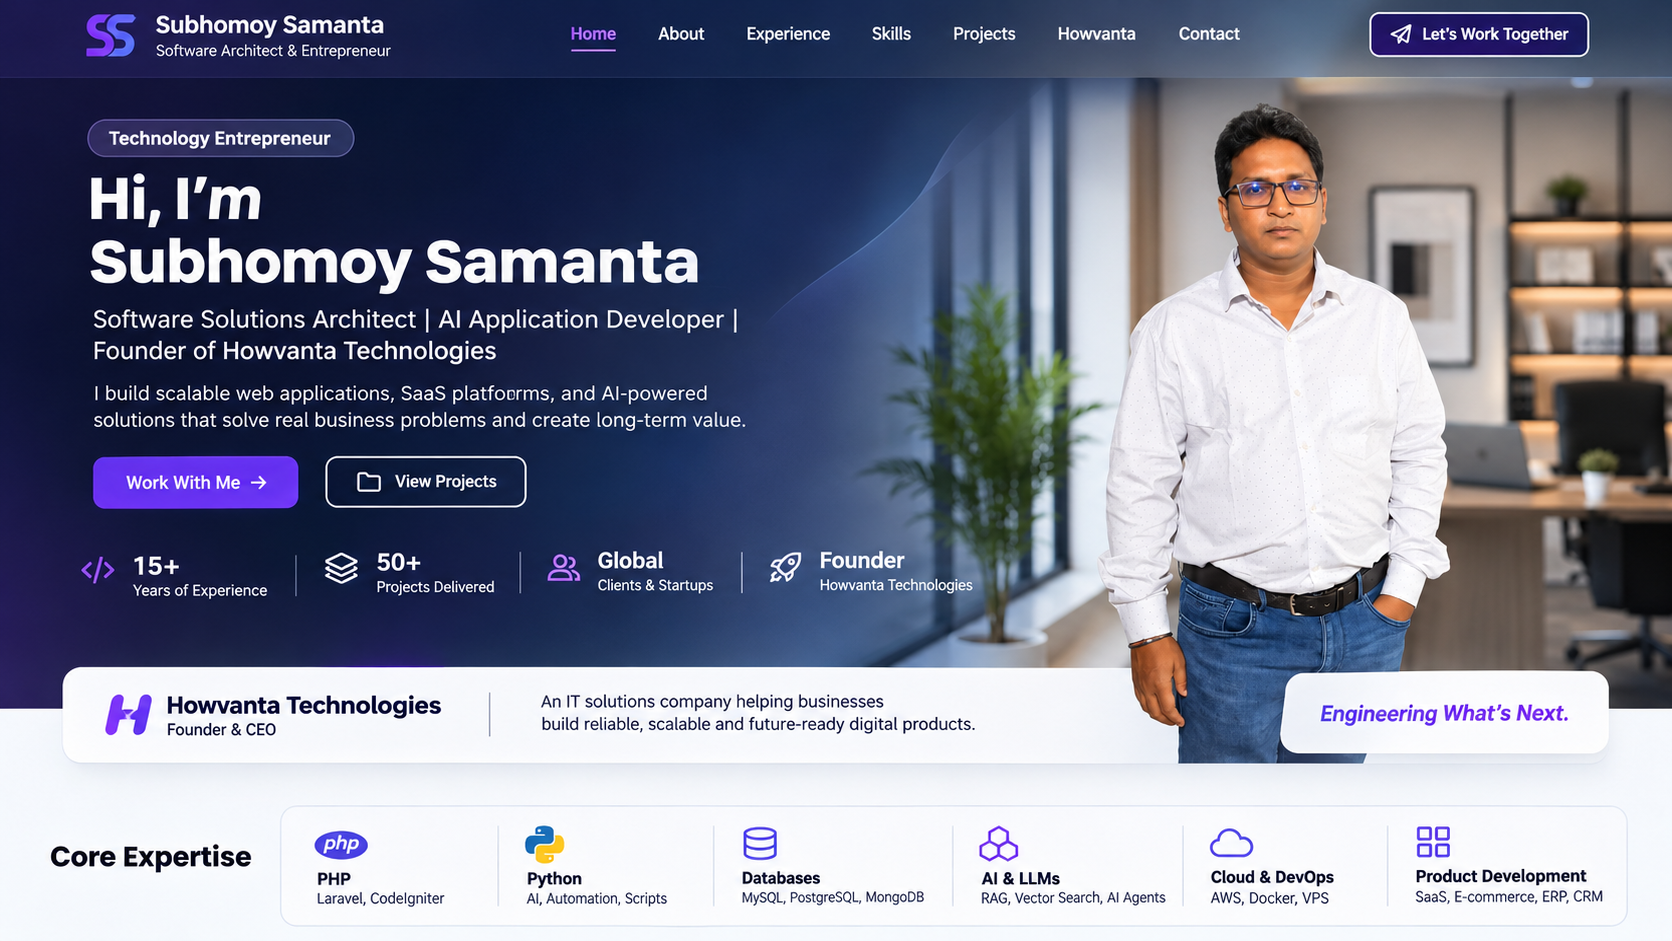 SS
Subhomoy Samanta
Software Architect & Entrepreneur
Home
About
Experience
Skills
Projects
Howvanta
Contact
Let's Work Together
Technology Entrepreneur
Hi, I'm
Subhomoy Samanta
Software Solutions Architect | AI Application Developer |
Founder of Howvanta Technologies
I build scalable web applications, SaaS platforms, and AI-powered
solutions that solve real business problems and create long-term value.
Work With Me →
View Projects
</> 15+
Years of Experience
50+
Projects Delivered
Global
Clients & Startups
Founder
Howvanta Technologies
H
Howvanta Technologies
Founder & CEO
An IT solutions company helping businesses
build reliable, scalable and future-ready digital products.
Engineering What's Next.
Core Expertise
php
PHP
Laravel, CodeIgniter
Python
AI, Automation, Scripts
Databases
MySQL, PostgreSQL, MongoDB
AI & LLMs
RAG, Vector Search, AI Agents
Cloud & DevOps
AWS, Docker, VPS
Product Development
SaaS, E-commerce, ERP, CRM